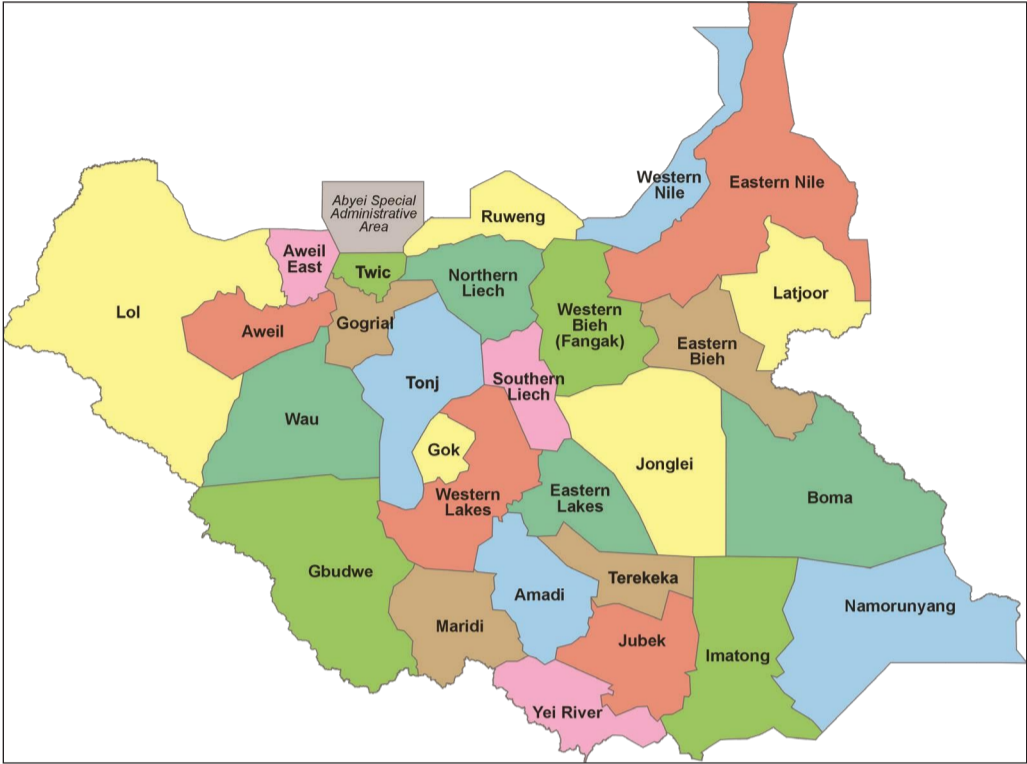 Western
Nile
Eastern Nile
Abyei Special
Administrative
Area
Ruweng
Aweil
East
Twic
Northern
Liech
Latjoor
Lol
Aweil
Gogrial
Western
Bieh
(Fangak)
Eastern
Bieh
Tonj
Southern
Liech
Wau
Gok
Jonglei
Western
Lakes
Eastern
Lakes
Boma
Gbudwe
Terekeka
Amadi
Namorunyang
Maridi
Jubek
Imatong
Yei River